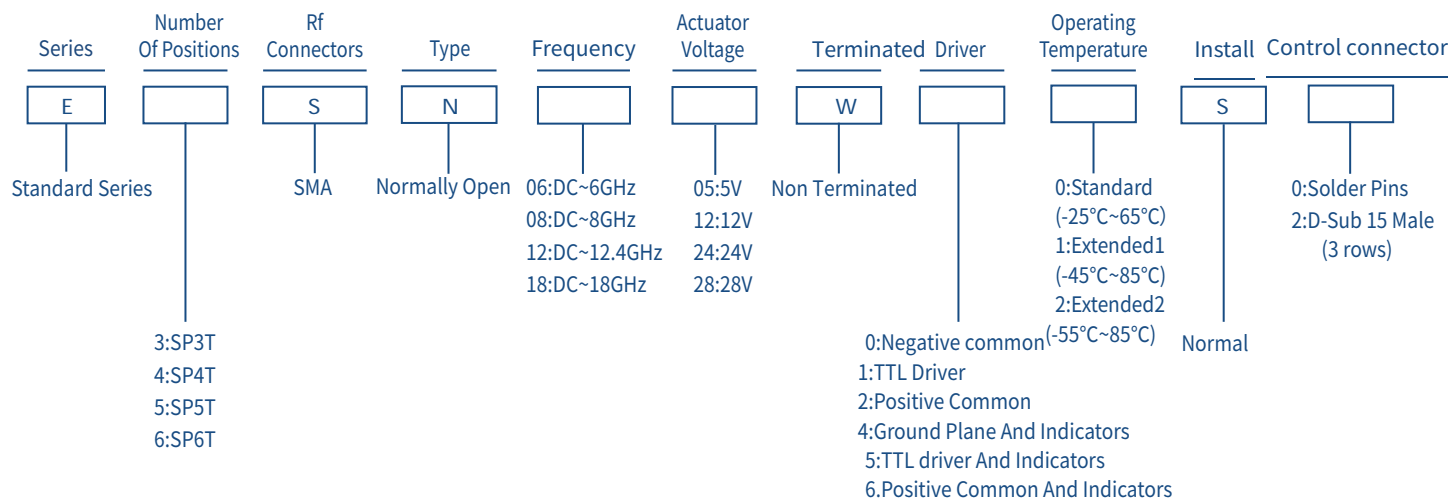 Series
Number
Of Positions
Rf
Connectors
Type
Frequency
Actuator
Voltage
Terminated
Driver
Operating
Temperature
Install
Control connector
E
S
N
W
S
Standard Series
SMA
Normally Open
06:DC~6GHz
08:DC~8GHz
12:DC~12.4GHz
18:DC~18GHz
05:5V
12:12V
24:24V
28:28V
Non Terminated
0:Standard
(-25°C~65°C)
1:Extended1
(-45°C~85°C)
2:Extended2
(-55°C~85°C)
0:Solder Pins
2:D-Sub 15 Male
(3 rows)
3:SP3T
4:SP4T
5:SP5T
6:SP6T
0:Negative common
1:TTL Driver
2:Positive Common
4:Ground Plane And Indicators
5:TTL driver And Indicators
6.Positive Common And Indicators
Normal